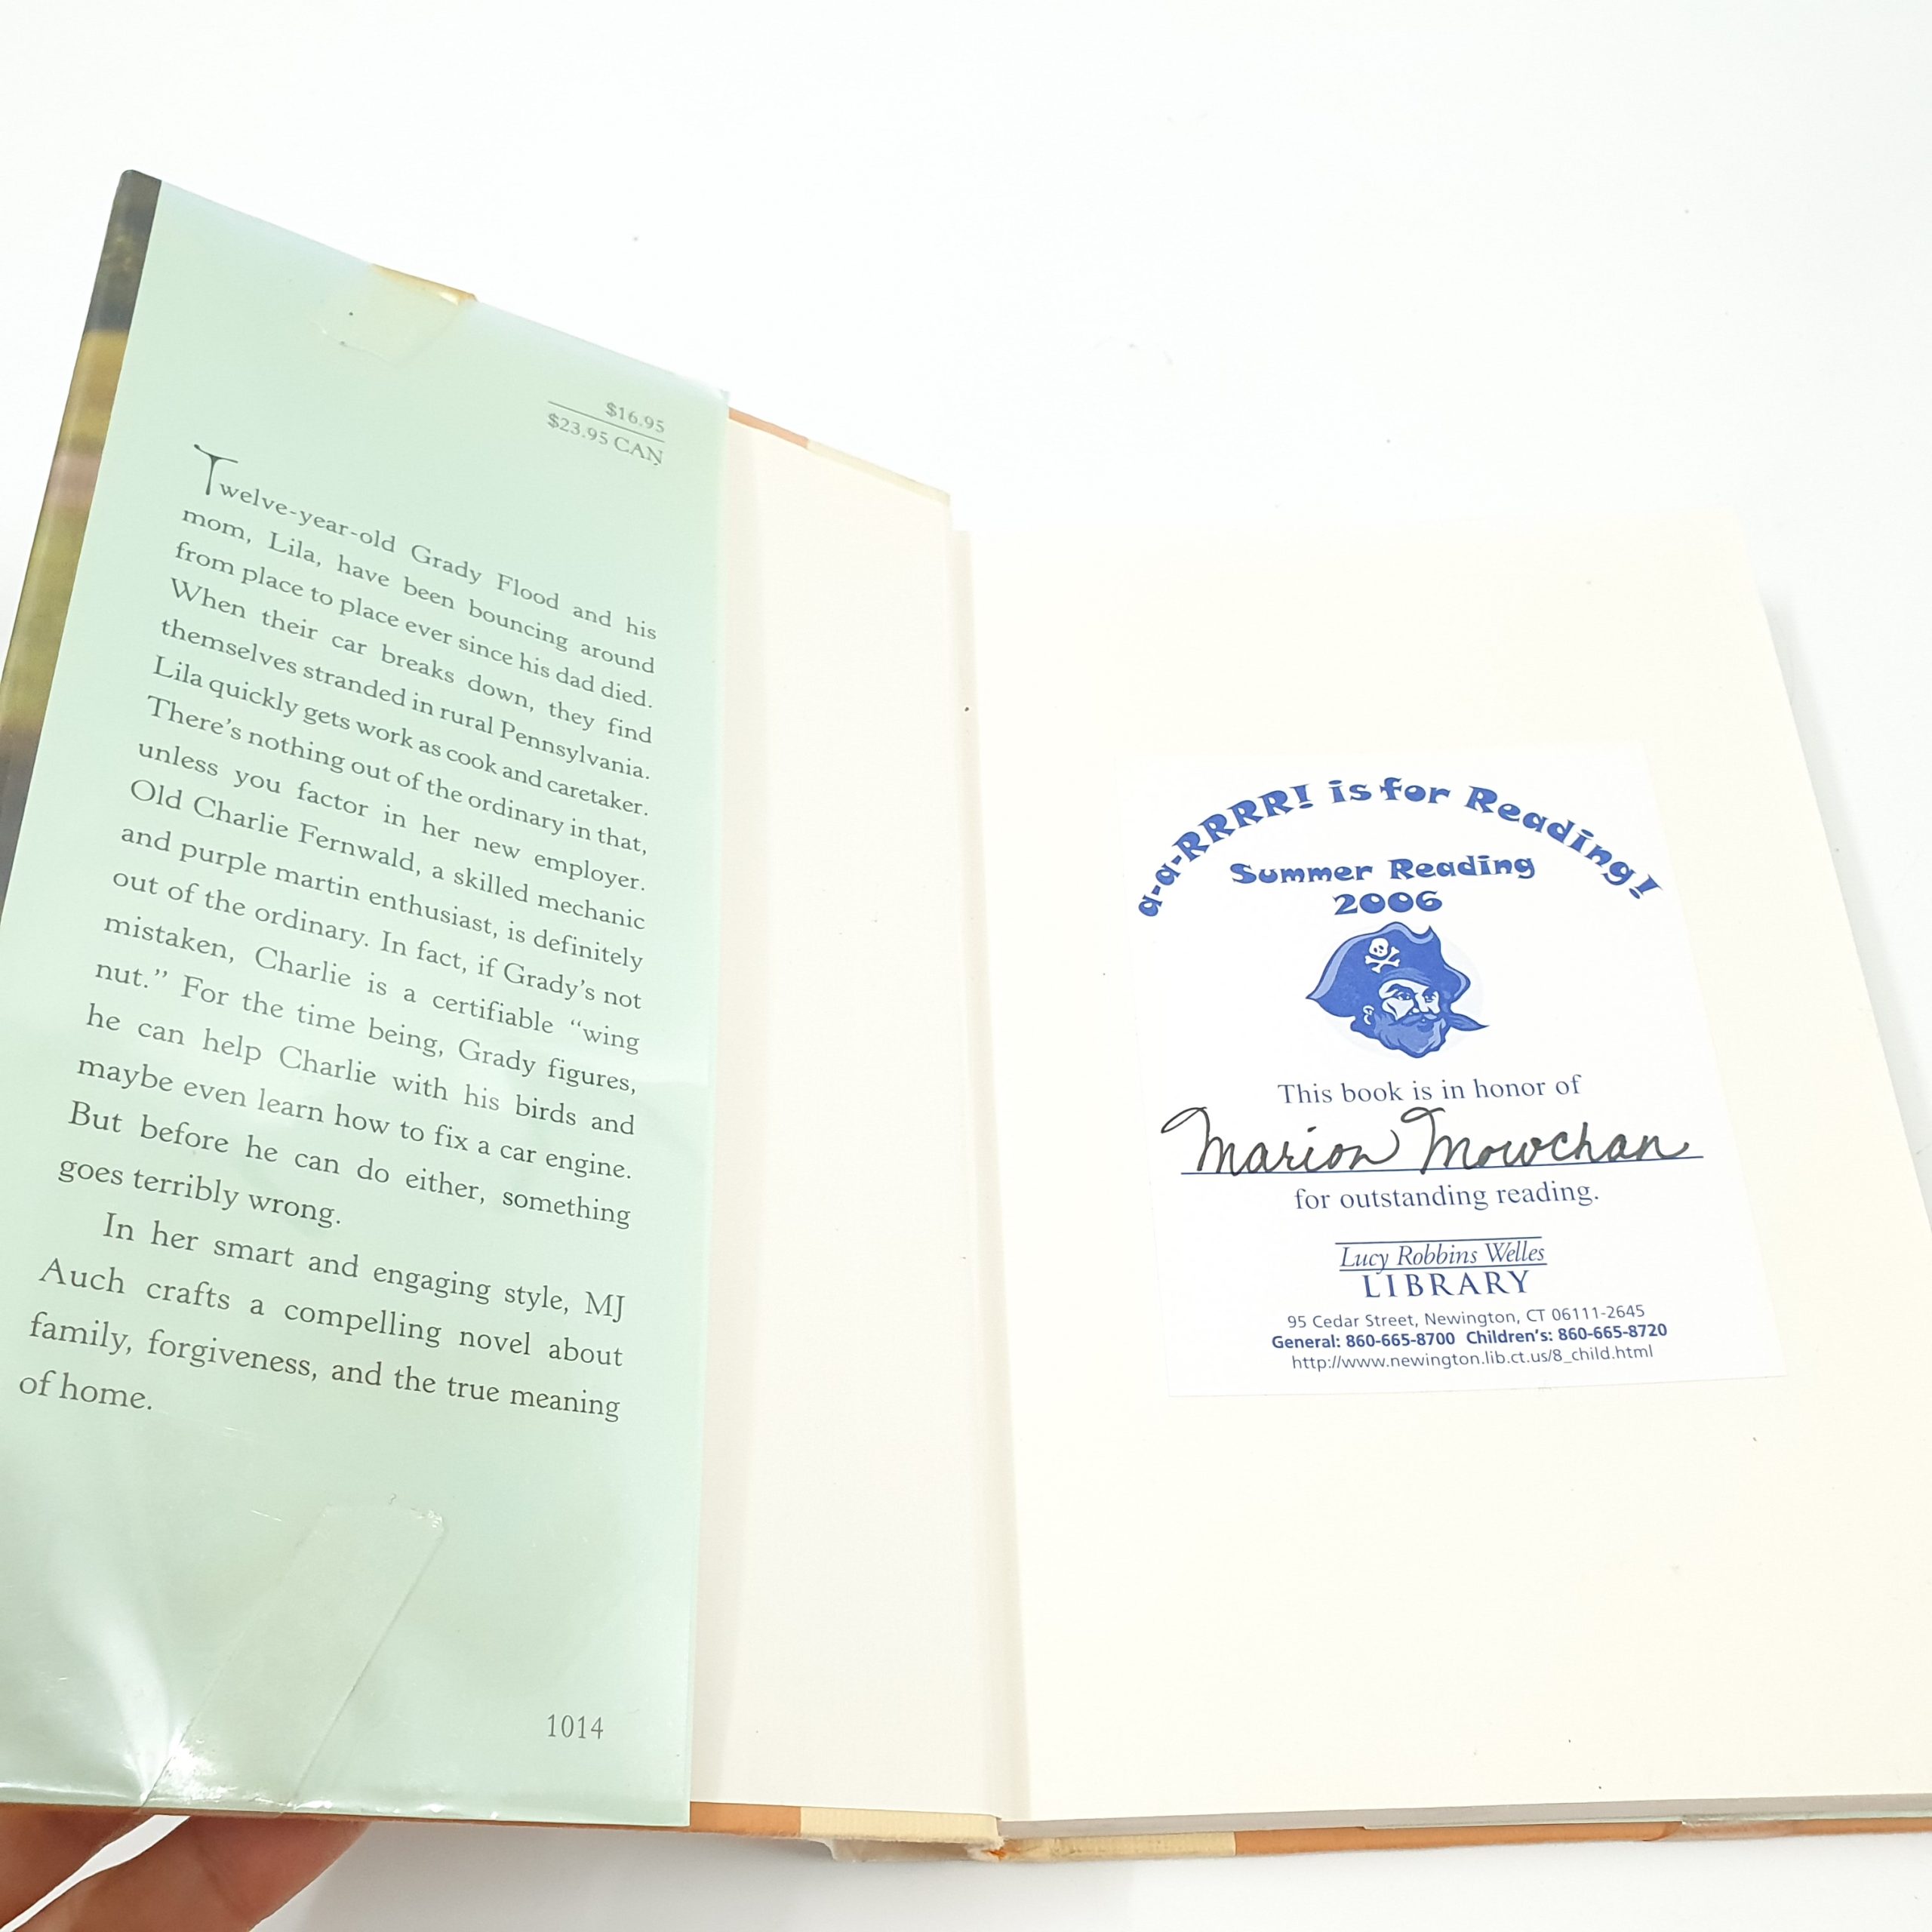 $16.95
$23.95 CAN
Twelve-year-old Grady Flood and his
mom, Lila, have been bouncing around
from place to place ever since his dad died.
When their car breaks down, they find
themselves stranded in rural Pennsylvania.
Lila quickly gets work as cook and caretaker.
There's nothing out of the ordinary in that,
unless you factor in her new employer.
Old Charlie Fernwald, a skilled mechanic
and purple martin enthusiast, is definitely
out of the ordinary. In fact, if Grady's not
mistaken, Charlie is a certifiable “wing
nut.” For the time being, Grady figures,
he can help Charlie with his birds and
maybe even learn how to fix a car engine.
But before he can do either, something
goes terribly wrong.
In her smart and engaging style, MJ
Auch crafts a compelling novel about
family, forgiveness, and the true meaning
of home.
1014
a-a-RRRR! is for Reading!
Summer Reading
2006
This book is in honor of
Marion Mowchan
for outstanding reading.
Lucy Robbins Welles
LIBRARY
95 Cedar Street, Newington, CT 06111-2645
General: 860-665-8700 Children's: 860-665-8720
http://www.newington.lib.ct.us/8_child.html